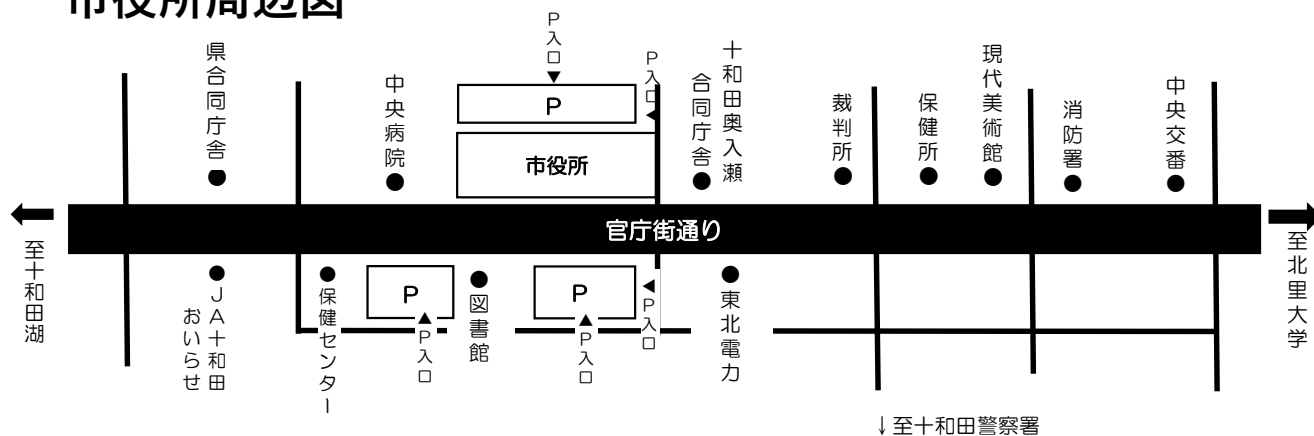 市役所周辺図
P入口
P入口
県合同庁舎
中央病院
P
市役所
十和田奥入瀬
合同庁舎
裁判所
保健所
現代美術館
消防署
中央交番
官庁街通り
至十和田湖
至北里大学
JA十和田
おいらせ
保健センター
P
P入口
図書館
P
P入口
P入口
東北電力
↓至十和田警察署